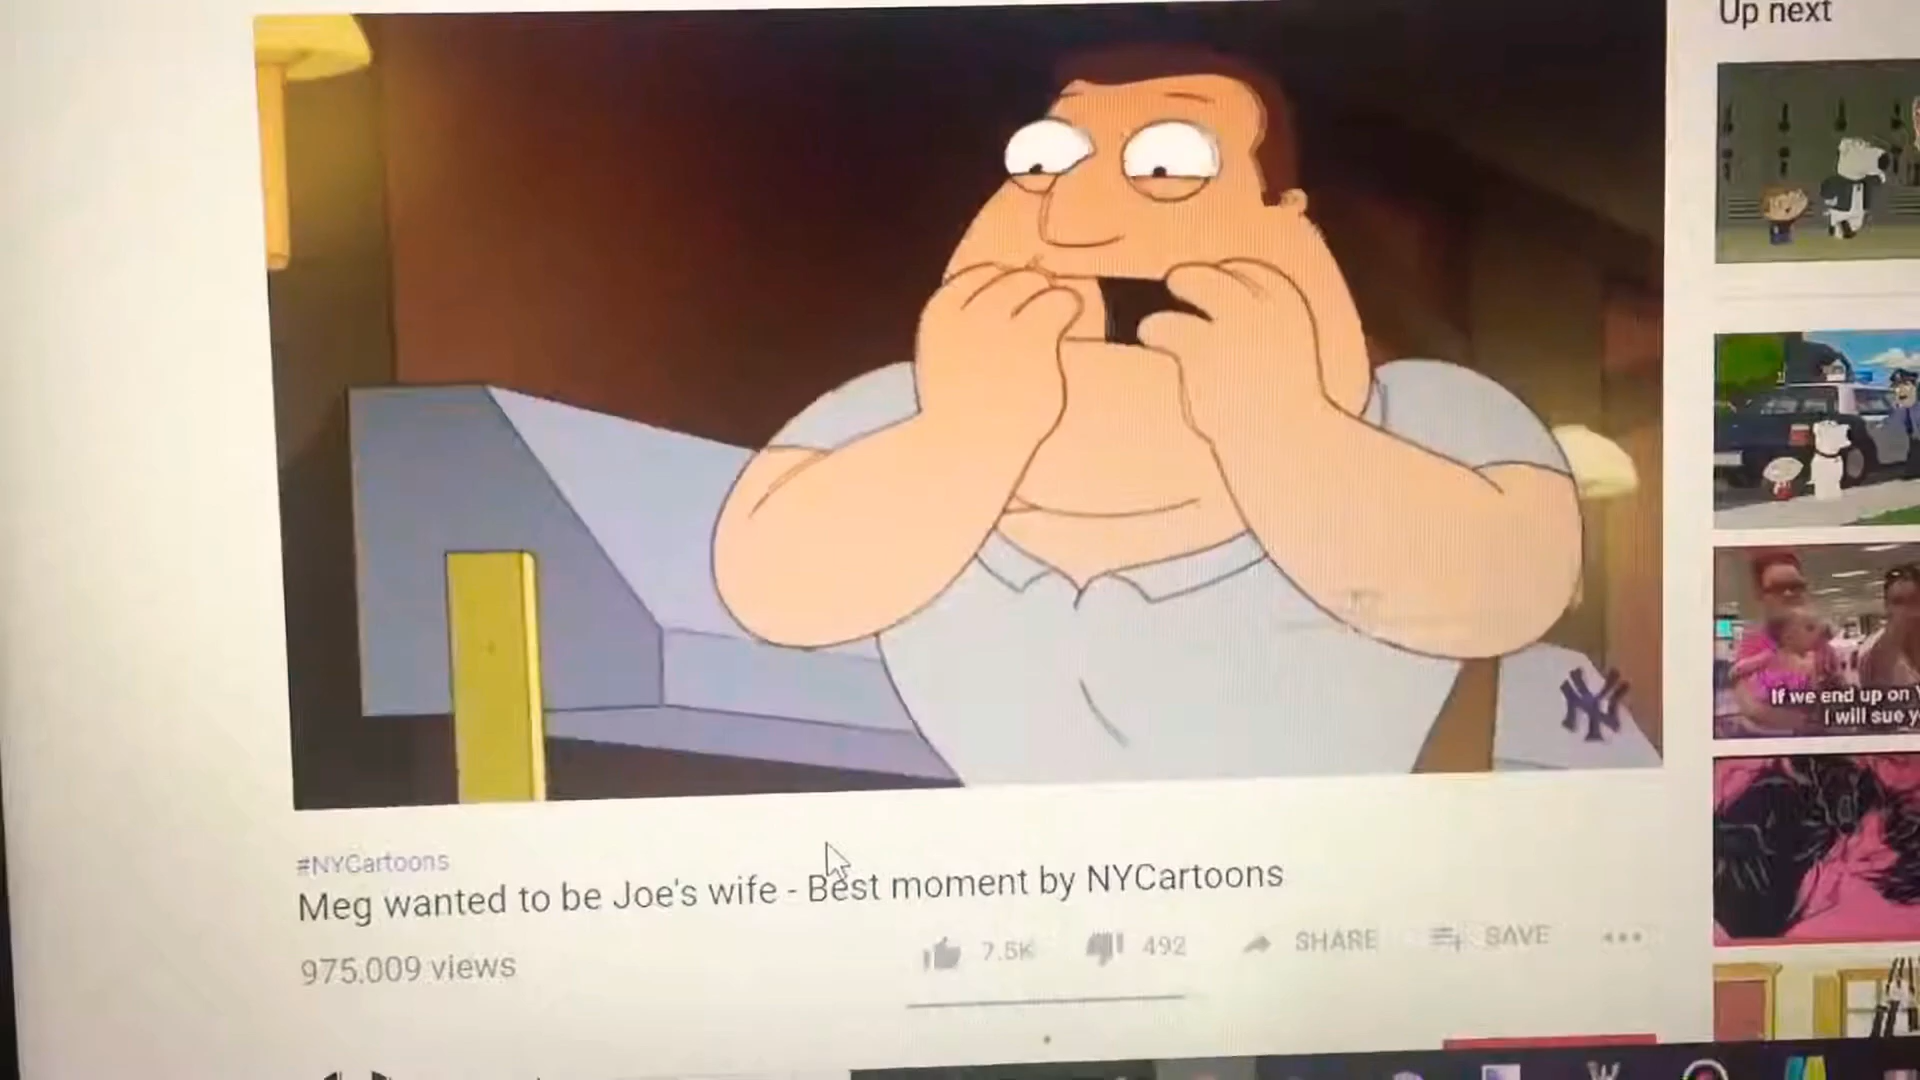 Up next
NY
If we end up on
I will sue
#NYCartoons
Meg wanted to be Joe's wife - Best moment by NYCartoons
975,009 views
7.5K
492
SHARE
SAVE